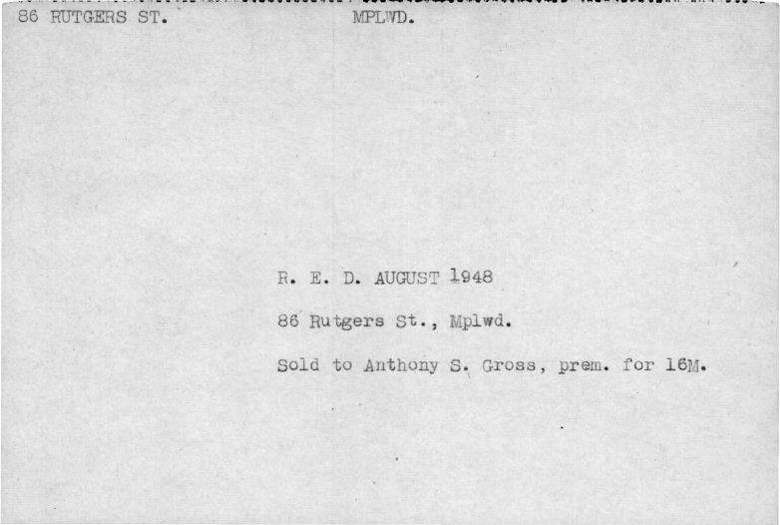 86 RUTGERS ST. MPLWD.
R. E. D. AUGUST 1948
86 Rutgers St., Mplwd.
Sold to Anthony S. Gross, prem. for 16M.